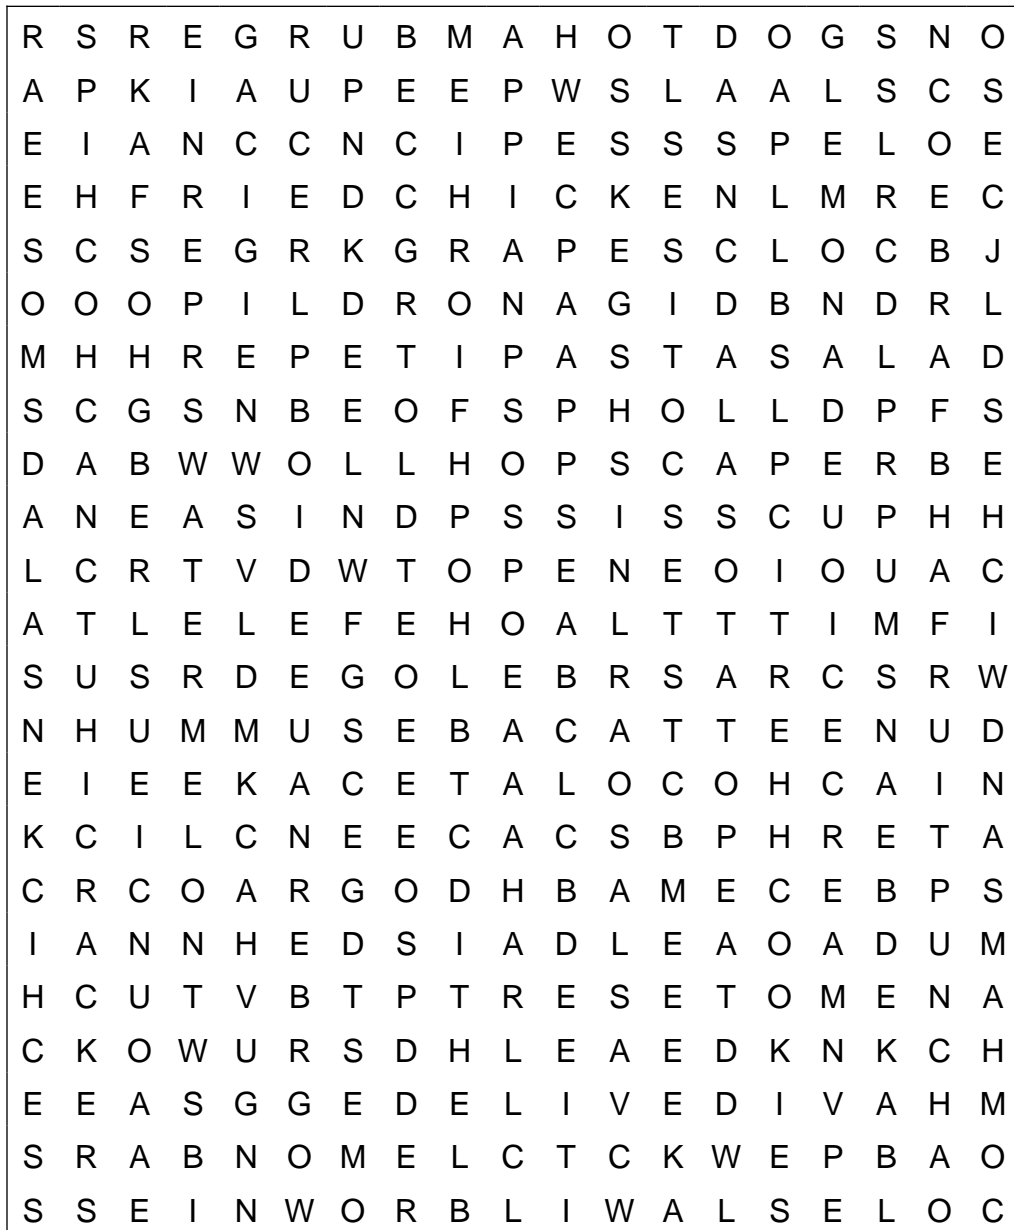 R S R E G R U B M A H O T D O G S N O
A P K I A U P E E P W S L A A L S C S
E I A N C C N C I P E S S S P E L O E
E H F R I E D C H I C K E N L M R E C
S C S E G R K G R A P E S C L O C B J
O O O P I L D R O N A G I D B N D R L
M H H R E P E T I P A S T A S A L A D
S C G S N B E O F S P H O L L D P F S
D A B W W O L L H O P S C A P E R B E
A N E A S I N D P S S I S S C U P H H
L C R T V D W T O P E N E O I O U A C
A T L E L E F E H O A L T T T I M F I
S U S R D E G O L E B R S A R C S R W
N H U M M U S E B A C A T T E E N U D
E I E E K A C E T A L O C O H C A I N
K C I L C N E E C A C S B P H R E T A
C R C O A R G O D H B A M E C E B P S
I A N N H E D S I A D L E A O A D U M
H C U T V B T P T R E S E T O M E N A
C K O W U R S D H L E A E D K N K C H
E E A S G G E D E L I V E D I V A H M
S R A B N O M E L C T C K W E P B A O
S S E I N W O R B L I W A L S E L O C